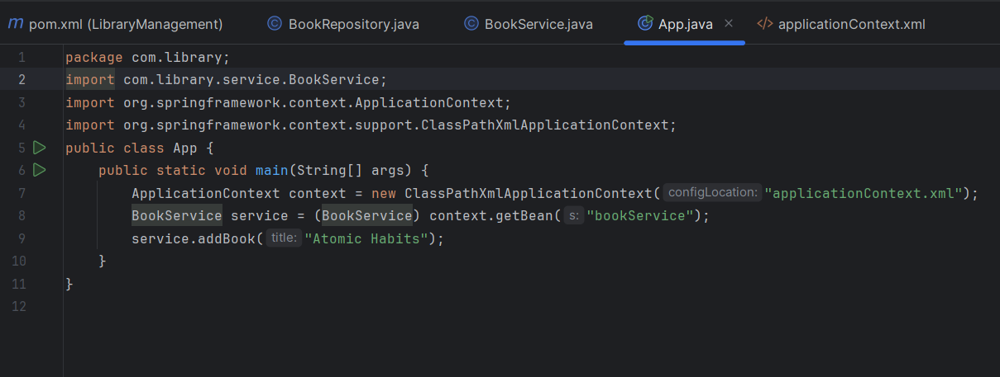 pom.xml (LibraryManagement) BookRepository.java BookService.java App.java applicationContext.xml
1 package com.library;
2 import com.library.service.BookService;
3 import org.springframework.context.ApplicationContext;
4 import org.springframework.context.support.ClassPathXmlApplicationContext;
5 public class App {
6 public static void main(String[] args) {
7 ApplicationContext context = new ClassPathXmlApplicationContext( configLocation: "applicationContext.xml");
8 BookService service = (BookService) context.getBean( s: "bookService");
9 service.addBook( title: "Atomic Habits");
10 }
11 }
12